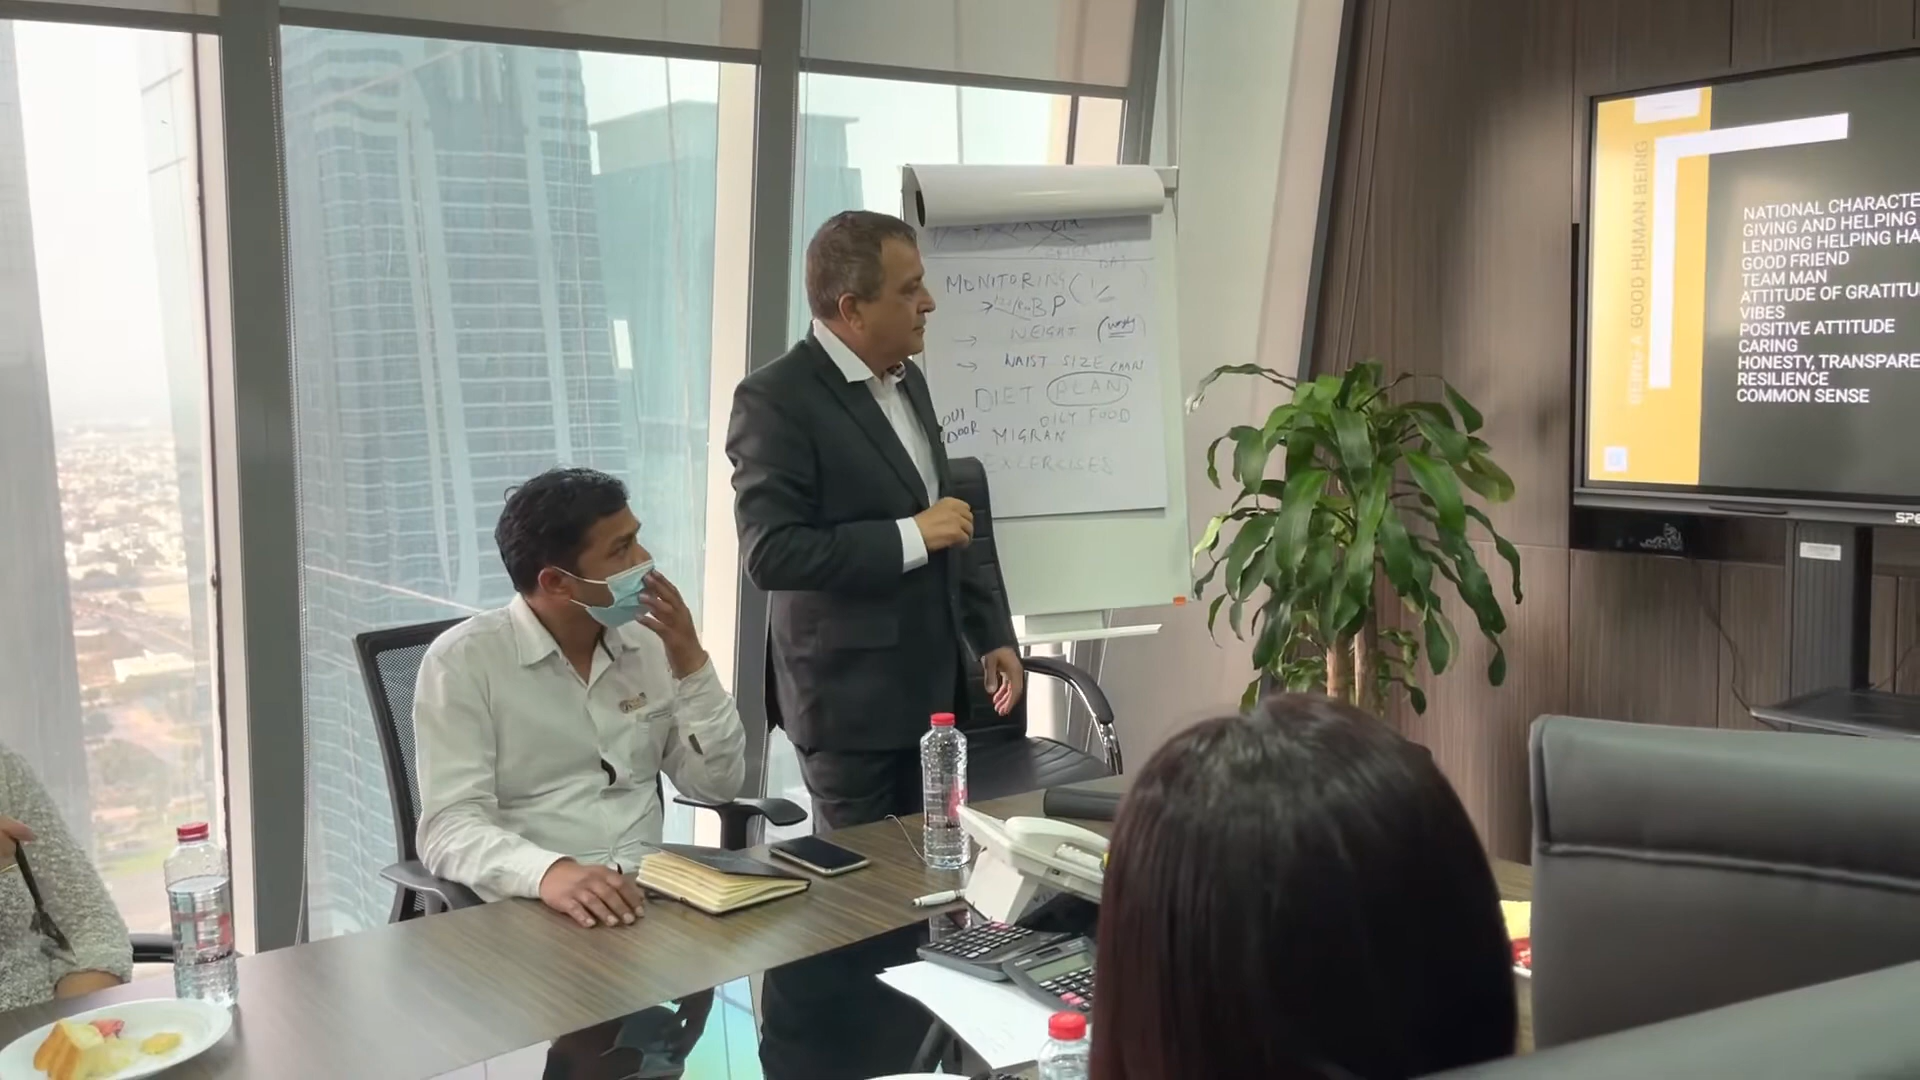 MONITORING (
BP
→ WEIGHT (
→ WAIST SIZE
DIET PLAN
OILY FOOD
OUT
DOOR
MIGRAN
EXCERCISES
BEING A GOOD HUMAN BEING
NATIONAL CHARACTE
GIVING AND HELPING
LENDING HELPING HA
GOOD FRIEND
TEAM MAN
ATTITUDE OF GRATITU
VIBES
POSITIVE ATTITUDE
CARING
HONESTY, TRANSPARE
RESILIENCE
COMMON SENSE